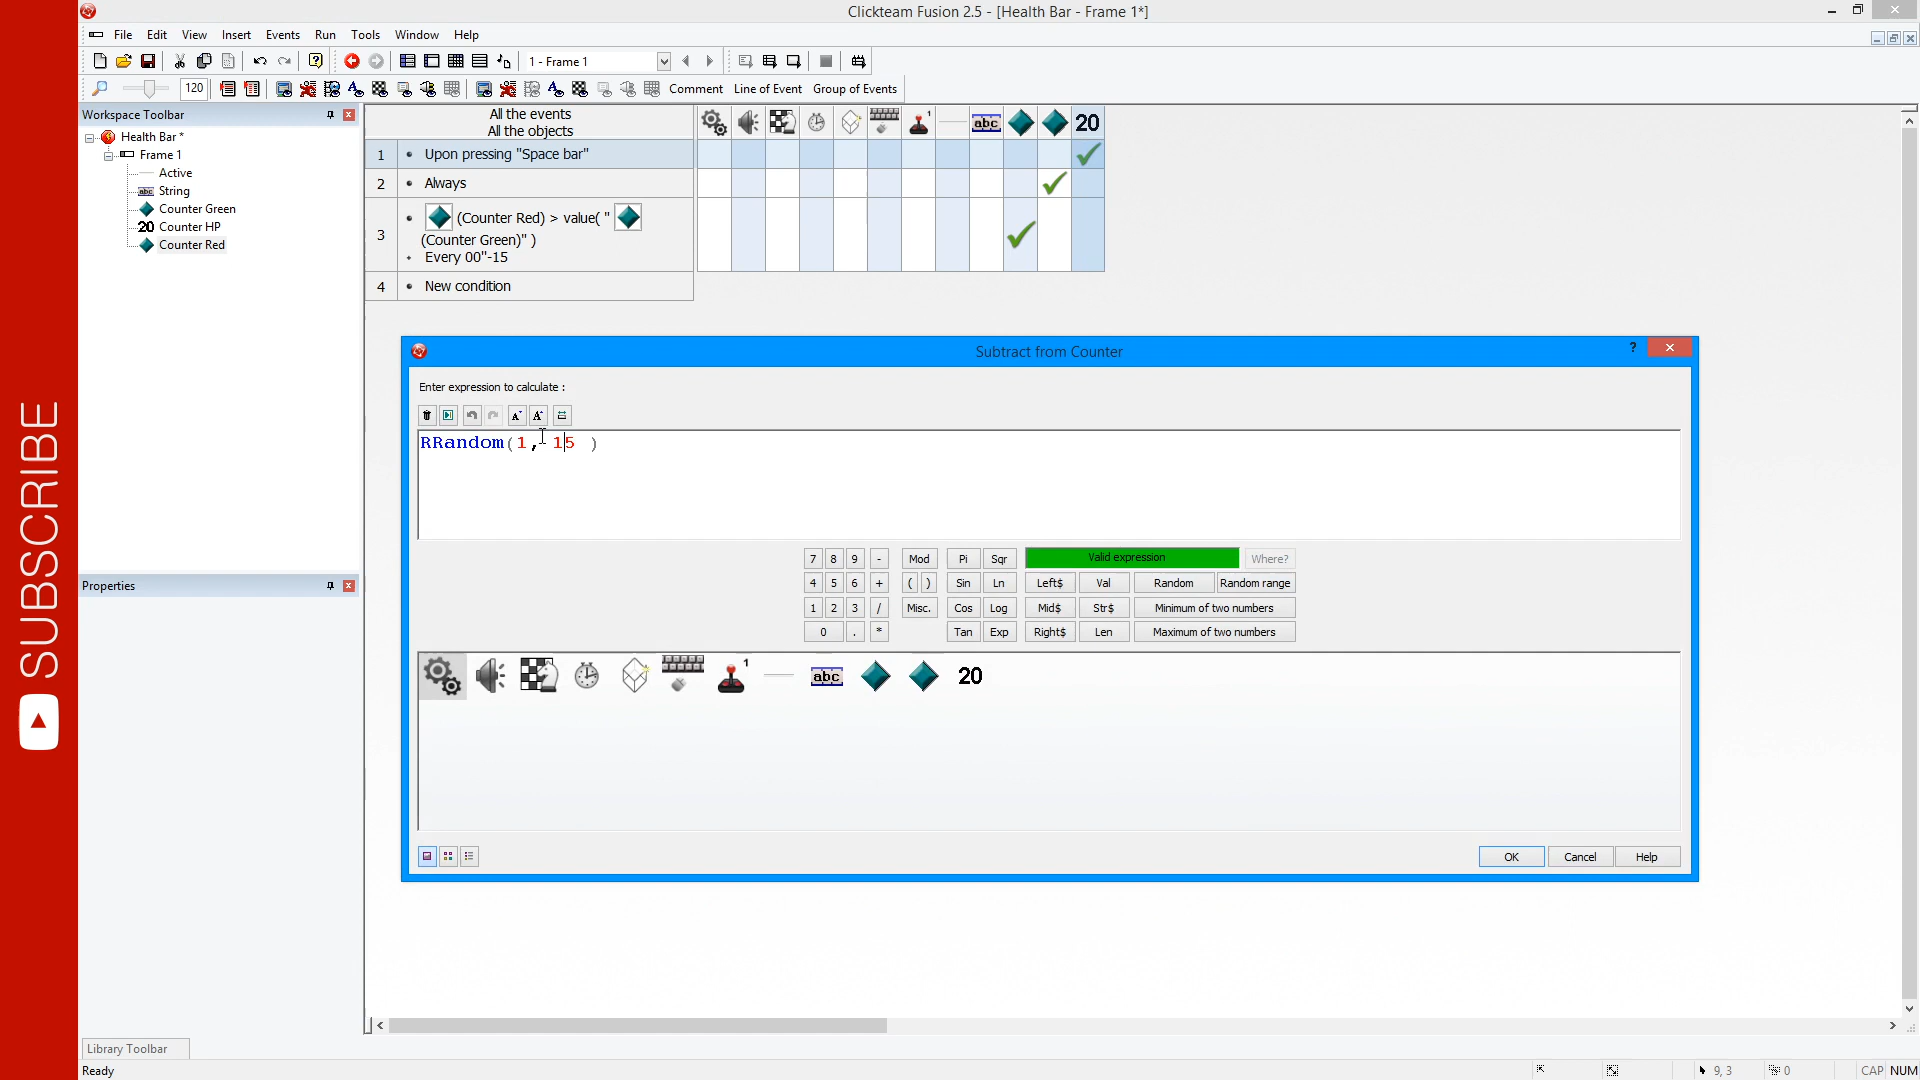 Clickteam Fusion 2.5 - [Health Bar - Frame 1*]
File Edit View Insert Events Run Tools Window Help
1 - Frame 1
120 Comment Line of Event Group of Events
Workspace Toolbar
Health Bar *
Frame 1
Active
abc String
Counter Green
20 Counter HP
Counter Red
Properties
All the events
All the objects
1 abc 20
1 • Upon pressing "Space bar"
2 • Always
3 • (Counter Red) > value( "
(Counter Green)" )
• Every 00"-15
4 • New condition
Subtract from Counter
?
Enter expression to calculate :
RRandom(1, 15 )
7 8 9 - Mod Pi Sqr Valid expression Where?
4 5 6 + ( ) Sin Ln Left$ Val Random Random range
1 2 3 / Misc. Cos Log Mid$ Str$ Minimum of two numbers
0 . * Tan Exp Right$ Len Maximum of two numbers
1 abc 20
OK Cancel Help
Library Toolbar
Ready 9, 3 0 CAP NUM
SUBSCRIBE